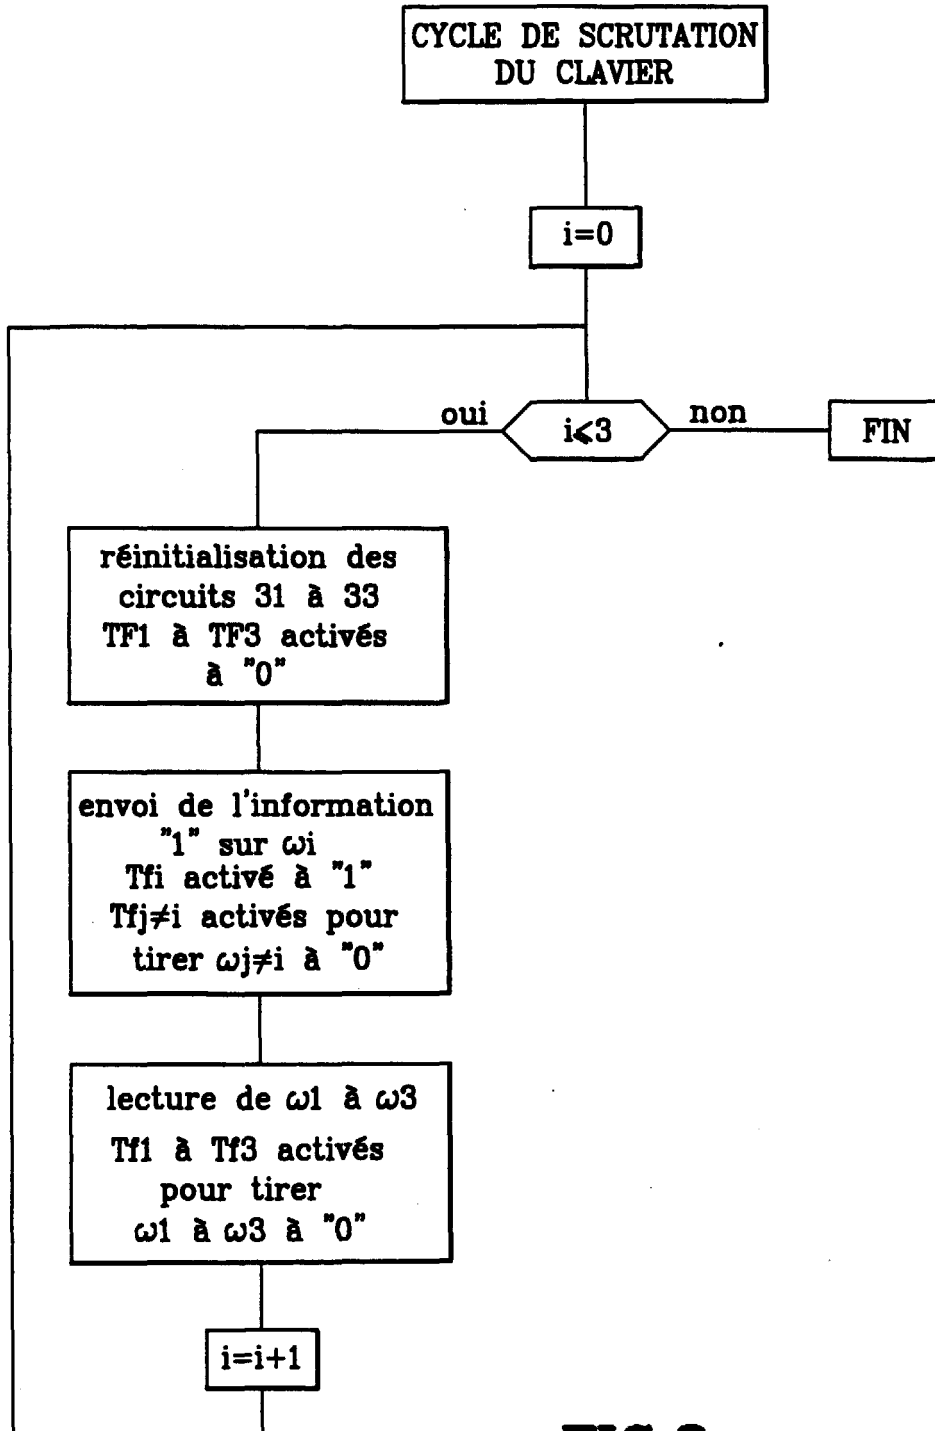 CYCLE DE SCRUTATION
DU CLAVIER
i=0
oui
i⩽3
non
FIN
réinitialisation des
circuits 31 à 33
TF1 à TF3 activés
à "0"
envoi de l'information
"1" sur ωi
Tfi activé à "1"
Tfj≠i activés pour
tirer ωj≠i à "0"
lecture de ω1 à ω3
Tf1 à Tf3 activés
pour tirer
ω1 à ω3 à "0"
i=i+1